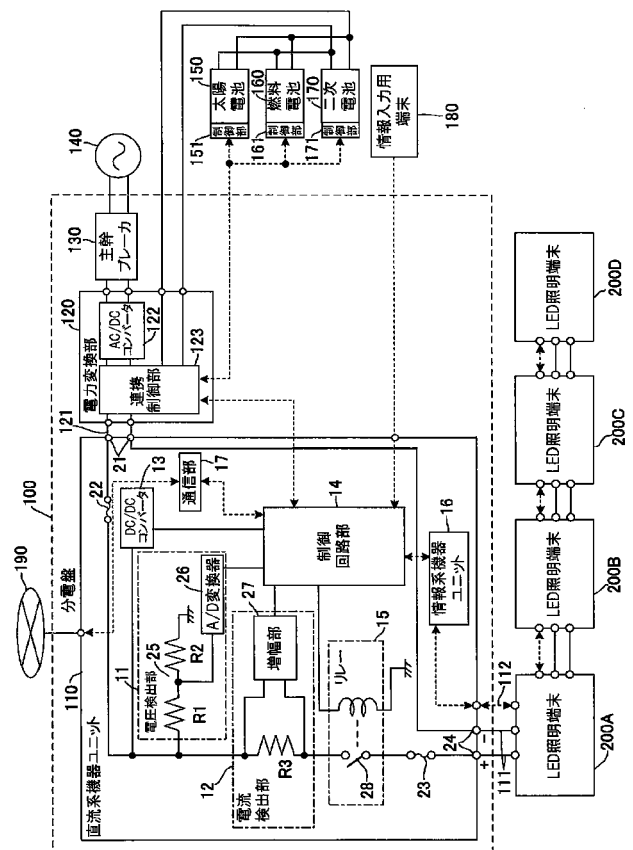 190
100
分電盤
110
直流系機器ユニット
22
21
121
120
電力変換部
AC/DC
コンバータ
122
連携
制御部
123
130
主幹
ブレーカ
140
151
制御部
太陽
電池
150
161
制御部
燃料
電池
160
171
制御部
二次
電池
170
情報入力用
端末
180
13
DC/DC
コンバータ
17
通信部
11
電圧検出部
25
R1
R2
26
A/D変換器
14
制御
回路部
12
電流
検出部
R3
27
増幅部
15
リレー
28
16
情報系機器
ユニット
23
24
+
-
111
112
LED照明端末
200A
LED照明端末
200B
LED照明端末
200C
LED照明端末
200D